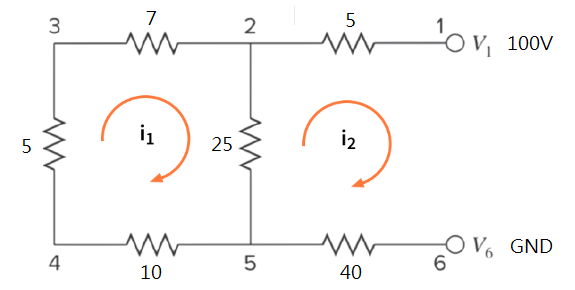 3 7 2 5 1 V₁ 100V
5 i₁ 25 i₂
4 10 5 40 6 V₆ GND